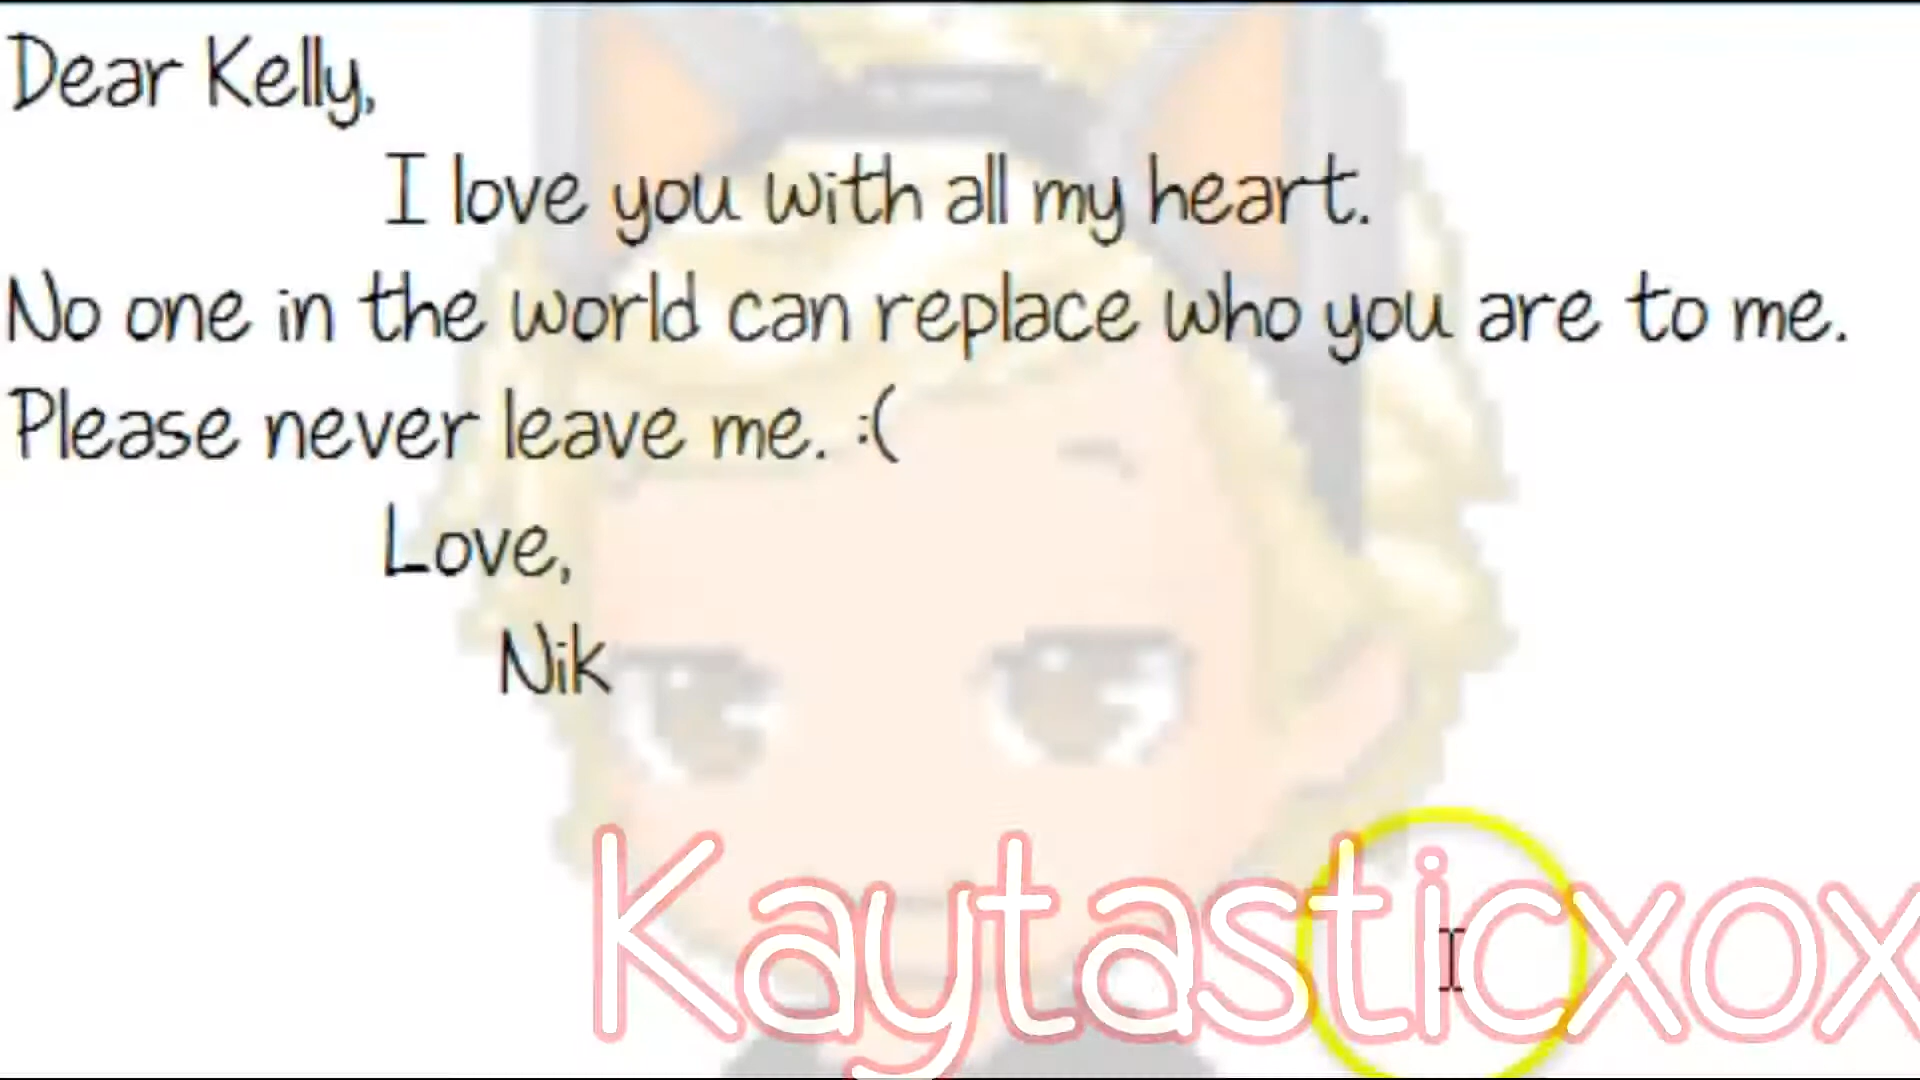 Dear Kelly,
I love you with all my heart.
No one in the world can replace who you are to me.
Please never leave me. :(
Love,
Nik
Kaytasticxox